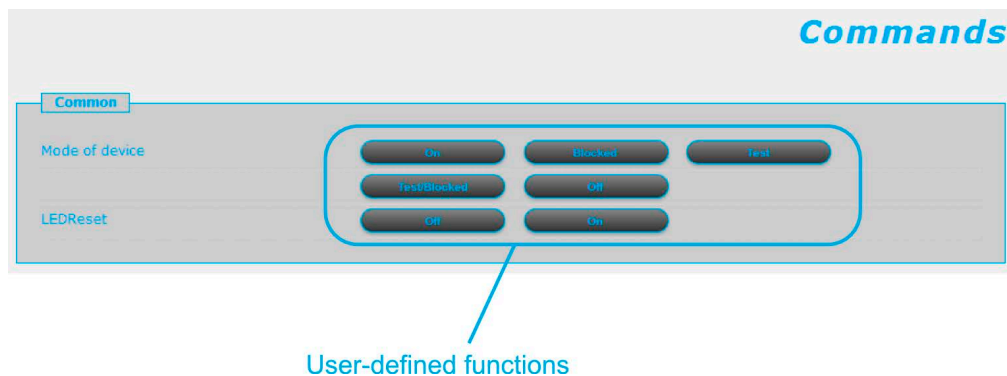 Commands
Common
Mode of device On Blocked Test
Test/Blocked Off
LEDReset Off On
User-defined functions